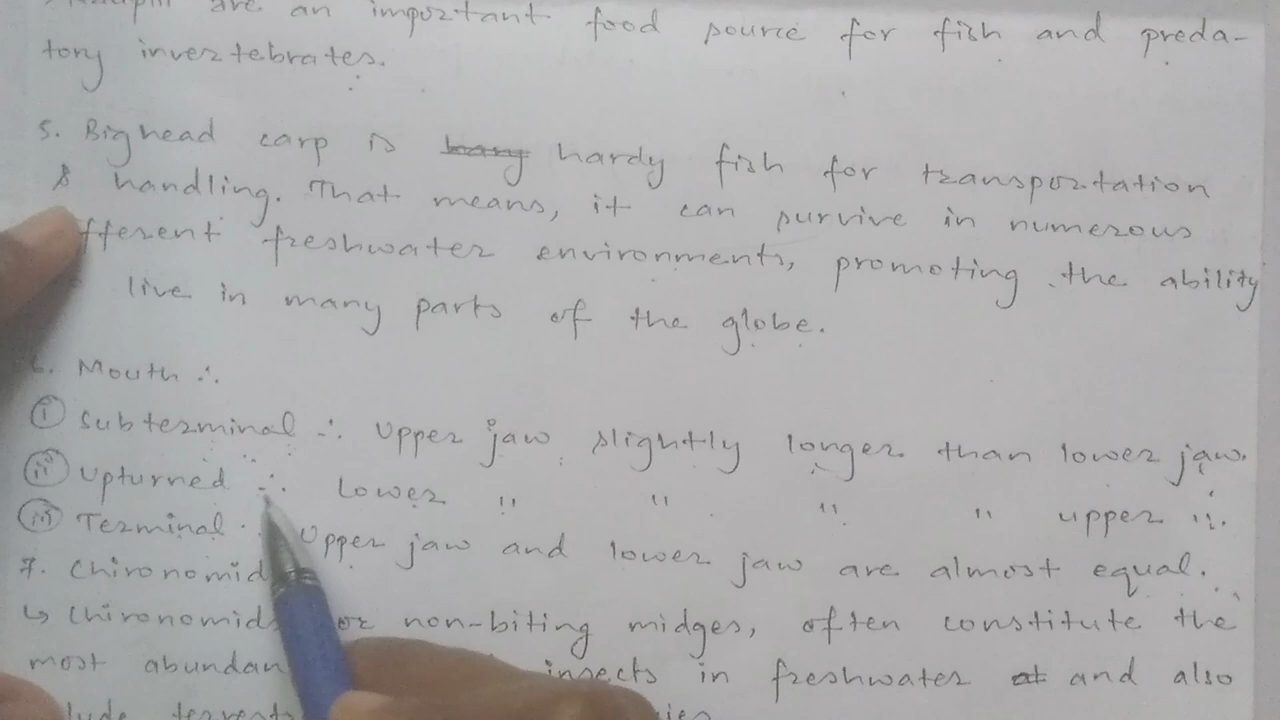 are an important food source for fish and preda-
tory invertebrates.
5. Bighead carp is hardy fish for transportation
& handling. That means, it can survive in numerous
fferent freshwater environments, promoting the ability
live in many parts of the globe.
6. Mouth ∴
(i) Subterminal ∴ Upper jaw slightly longer than lower jaw.
(ii) Upturned ∴ Lower " " " " upper ".
(iii) Terminal Upper jaw and lower jaw are almost equal.
7. Chironomid
↳ Chironomids or non-biting midges, often constitute the
most abundan insects in freshwater and also